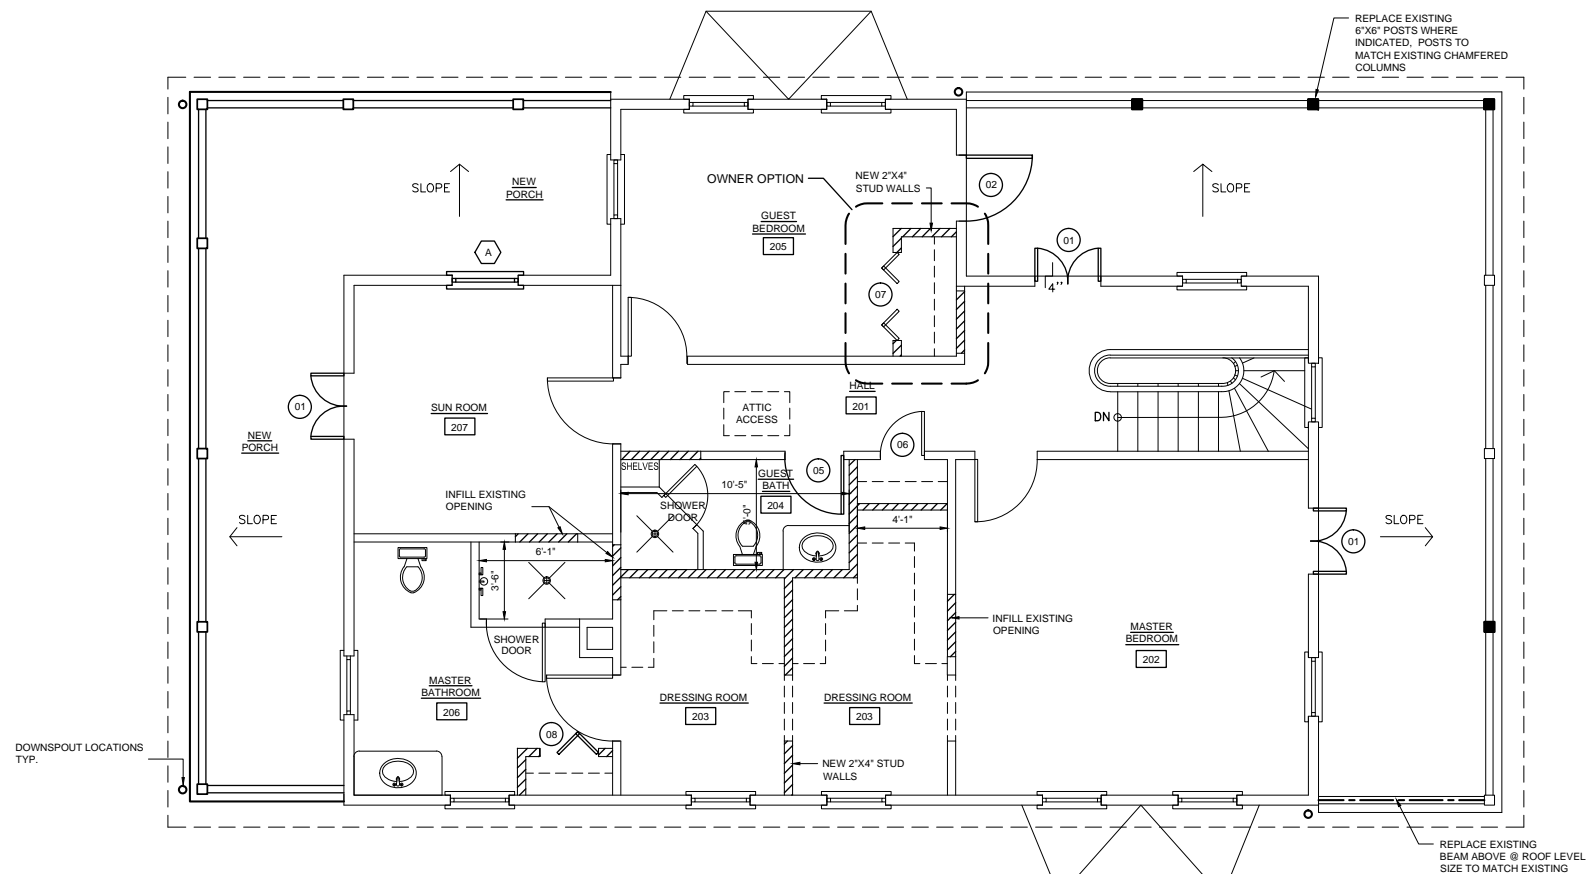 REPLACE EXISTING
6"X6" POSTS WHERE
INDICATED, POSTS TO
MATCH EXISTING CHAMFERED
COLUMNS
OWNER OPTION
NEW 2"X4"
STUD WALLS
02
SLOPE
NEW
PORCH
SLOPE
GUEST
BEDROOM
205
A
01
4''
07
HALL
201
ATTIC
ACCESS
01
SUN ROOM
207
DN
NEW
PORCH
06
SHELVES
05
GUEST
BATH
204
10'-5"
SHOWER
DOOR
INFILL EXISTING
OPENING
4'-1"
SLOPE
SLOPE
01
6'-1"
3'-6"
SHOWER
DOOR
INFILL EXISTING
OPENING
MASTER
BEDROOM
202
MASTER
BATHROOM
206
DRESSING ROOM
203
DRESSING ROOM
203
08
DOWNSPOUT LOCATIONS
TYP.
NEW 2"X4" STUD
WALLS
REPLACE EXISTING
BEAM ABOVE @ ROOF LEVEL
SIZE TO MATCH EXISTING